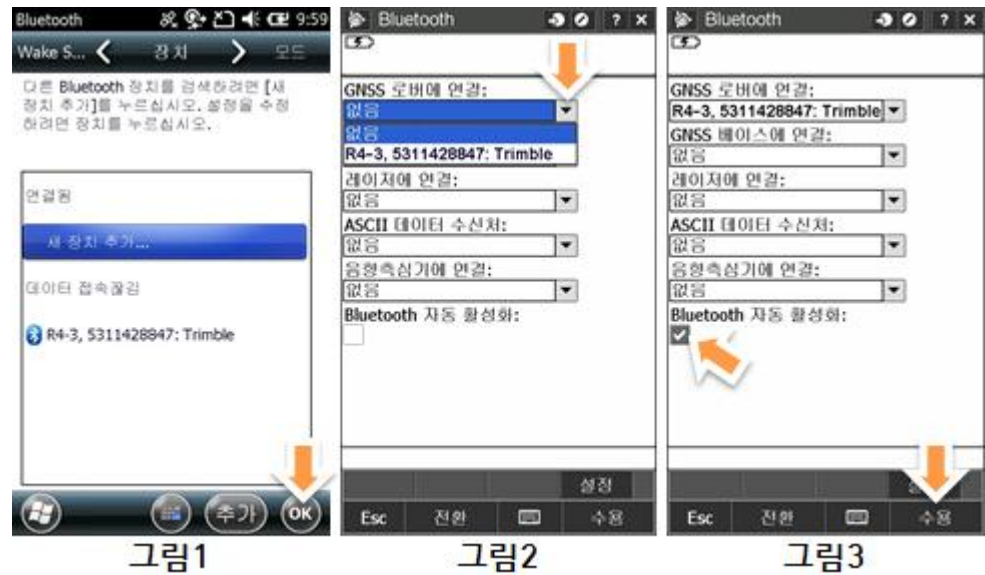 Bluetooth 9:59
Wake S... 장치 모드
다른 Bluetooth 장치를 검색하려면 [새
장치 추가]를 누르십시오. 설정을 수정
하려면 장치를 누르십시오.
연결됨
새 장치 추가...
데이터 접속끊김
R4-3, 5311428847: Trimble
추가 OK
그림1
Bluetooth ? x
GNSS 로버에 연결:
없음
없음
R4-3, 5311428847: Trimble
레이저에 연결:
없음
ASCII 데이터 수신처:
없음
음향측심기에 연결:
없음
Bluetooth 자동 활성화:
설정
Esc 전환 수용
그림2
Bluetooth ? x
GNSS 로버에 연결:
R4-3, 5311428847: Trimble
GNSS 베이스에 연결:
없음
레이저에 연결:
없음
ASCII 데이터 수신처:
없음
음향측심기에 연결:
없음
Bluetooth 자동 활성화:
Esc 전환 수용
그림3